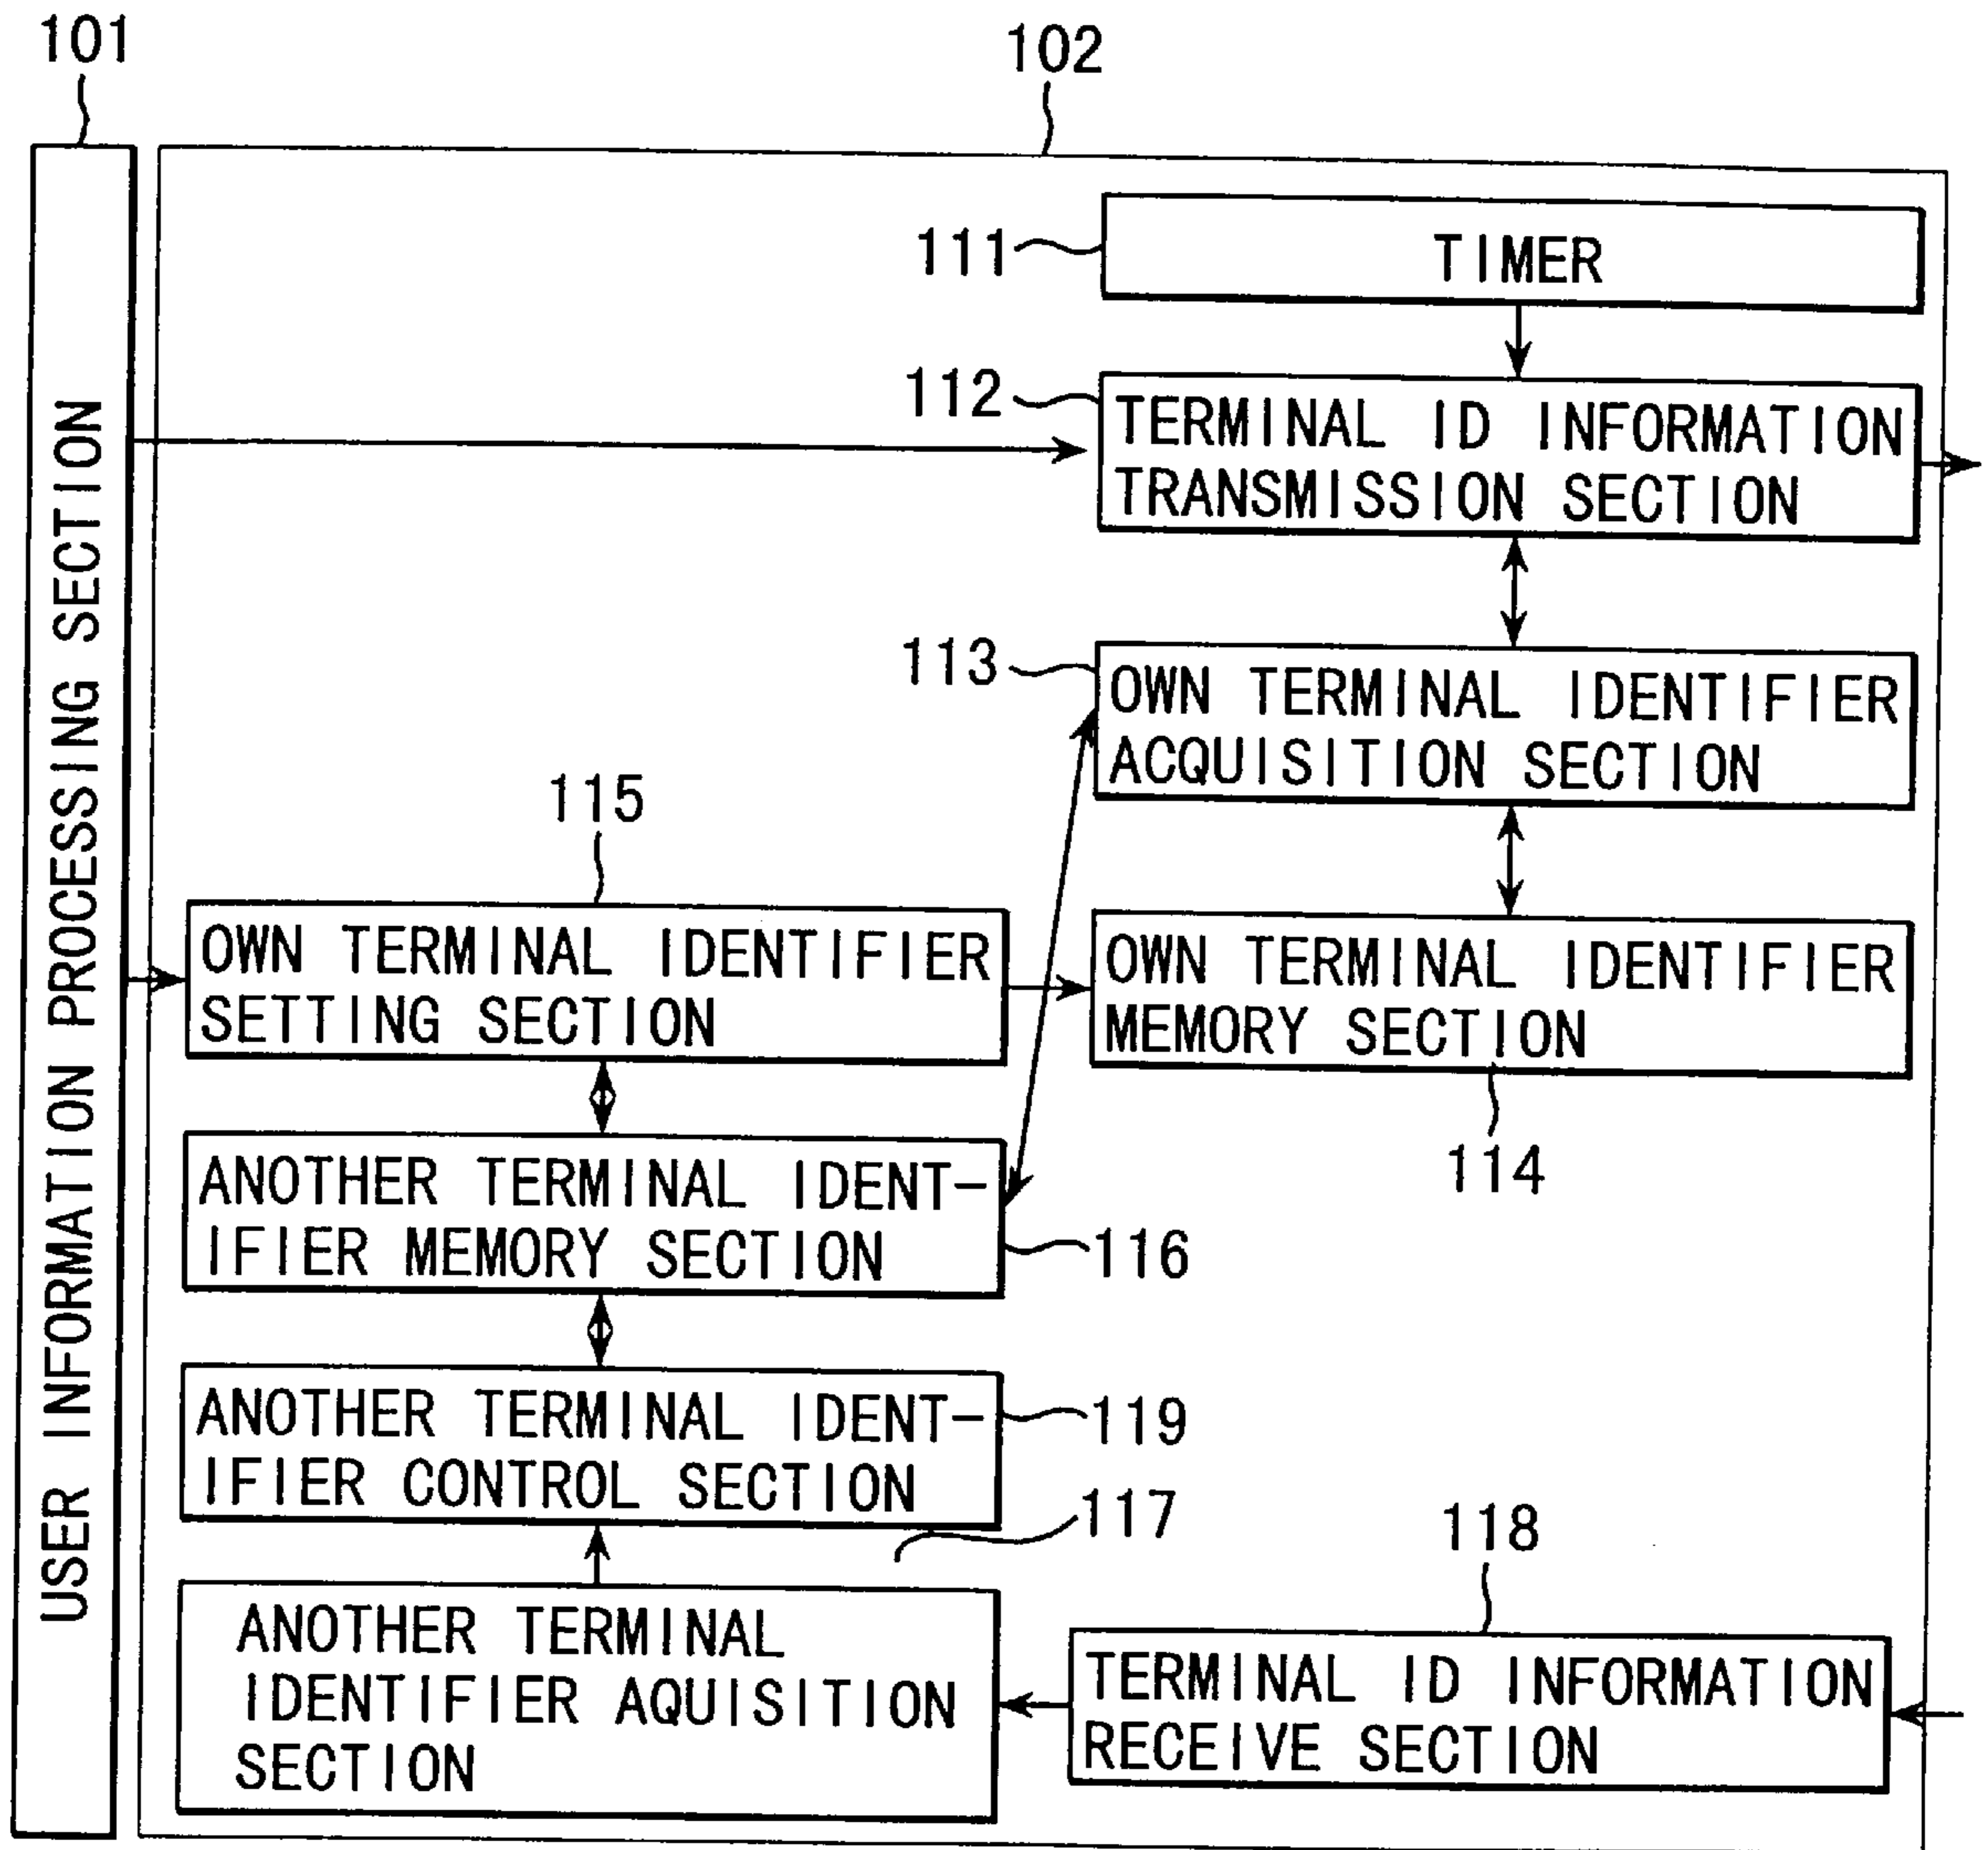 101
102
USER INFORMATION PROCESSING SECTION
111
TIMER
112
TERMINAL ID INFORMATION
TRANSMISSION SECTION
113
OWN TERMINAL IDENTIFIER
ACQUISITION SECTION
115
OWN TERMINAL IDENTIFIER
SETTING SECTION
OWN TERMINAL IDENTIFIER
MEMORY SECTION
114
ANOTHER TERMINAL IDENT-
IFIER MEMORY SECTION
116
ANOTHER TERMINAL IDENT-
IFIER CONTROL SECTION
119
117
118
ANOTHER TERMINAL
IDENTIFIER AQUISITION
SECTION
TERMINAL ID INFORMATION
RECEIVE SECTION